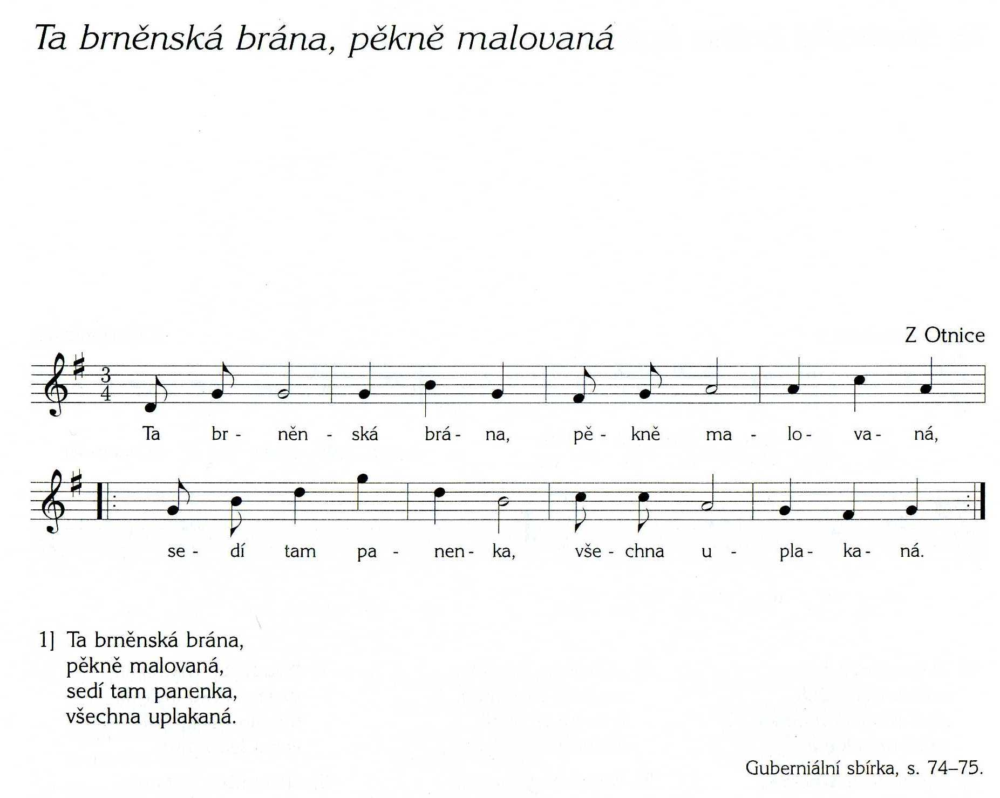 Ta brněnská brána, pěkně malovaná
Z Otnice
3
4
Ta br - něn - ská brá - na, pě - kně ma - lo - va - ná,
se - dí tam pa - nen - ka, vše - chna u - pla - ka - ná.
1] Ta brněnská brána,
pěkně malovaná,
sedí tam panenka,
všechna uplakaná.
Guberniální sbírka, s. 74–75.